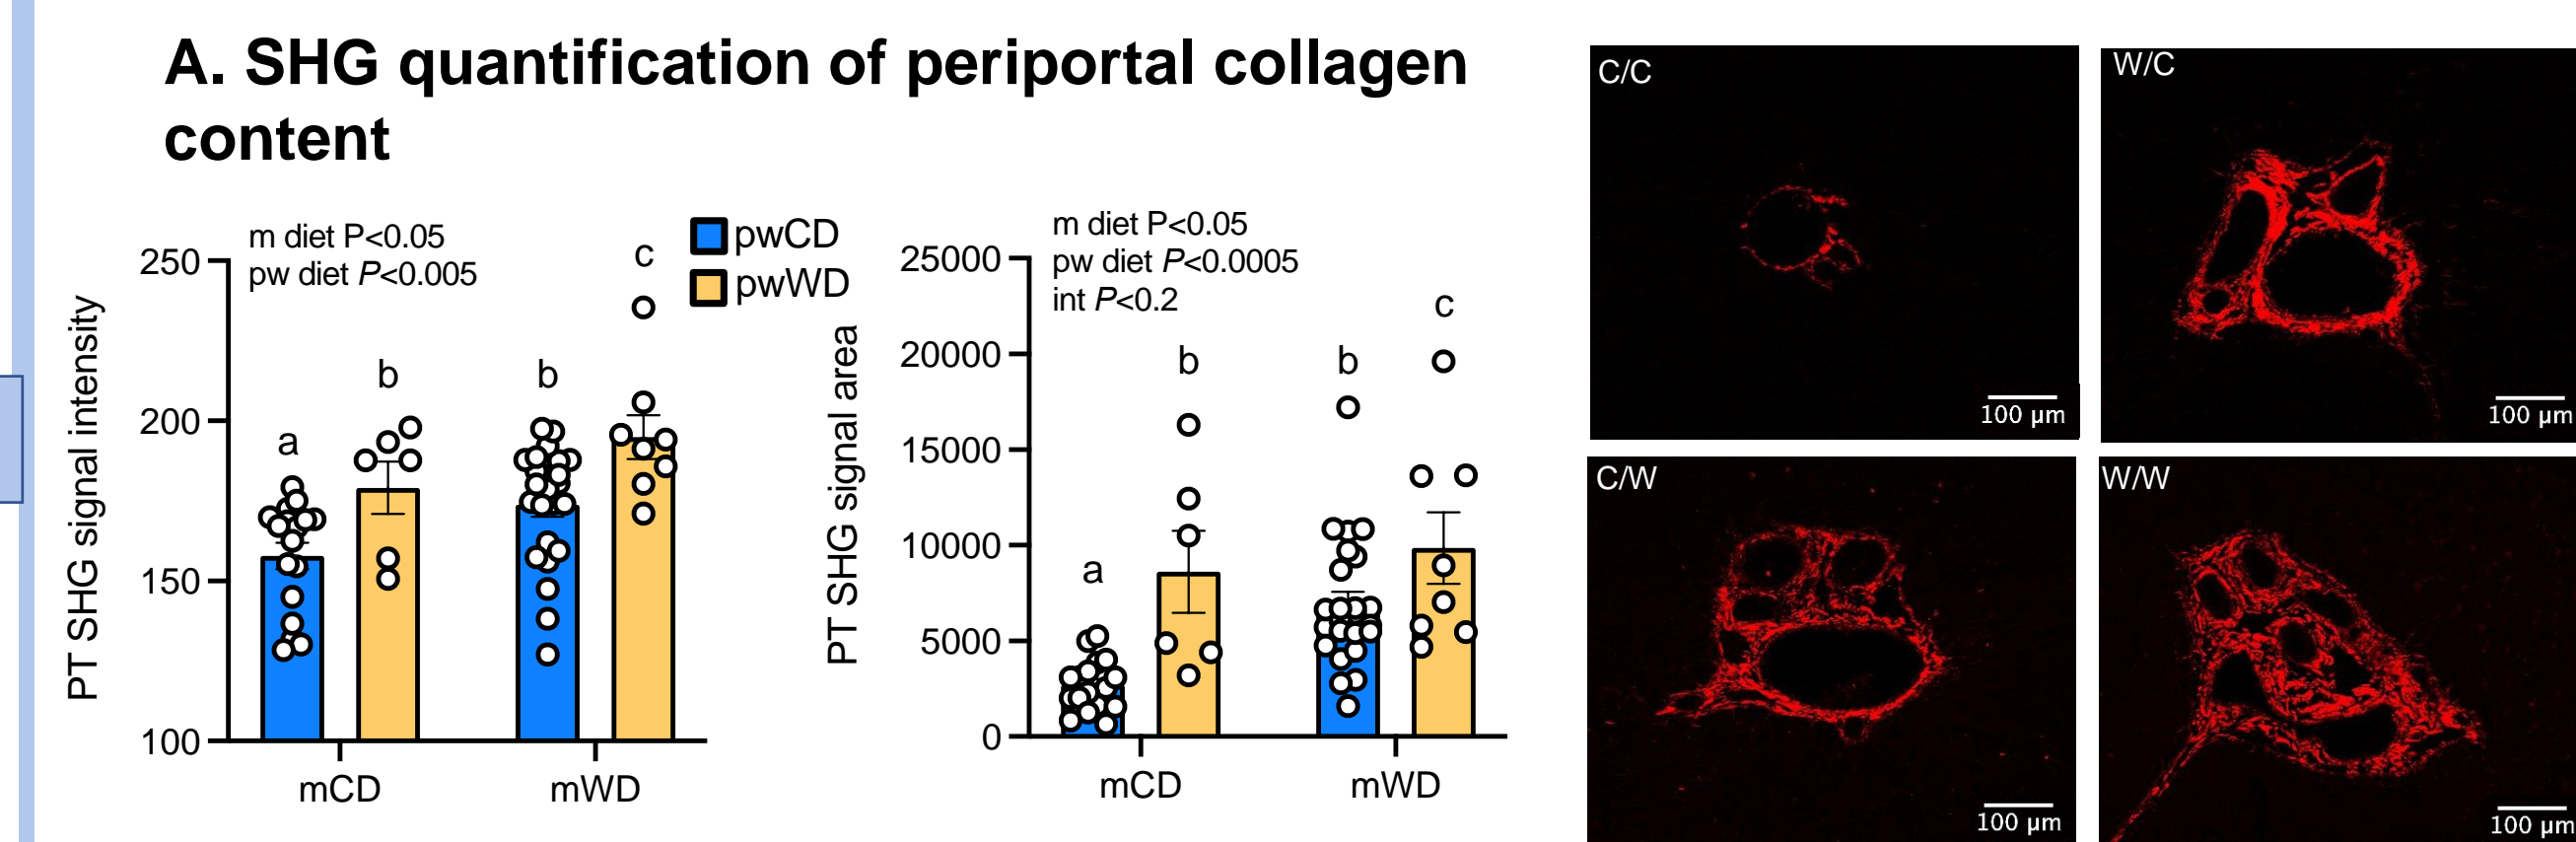 A. SHG quantification of periportal collagen
content
m diet P<0.05
pw diet P<0.005
pwCD
pwWD
PT SHG signal intensity
250
200
150
100
a
b
b
c
mCD
mWD
m diet P<0.05
pw diet P<0.0005
int P<0.2
PT SHG signal area
25000
20000
15000
10000
5000
0
a
b
b
c
mCD
mWD
C/C
100 µm
W/C
100 µm
C/W
100 µm
W/W
100 µm